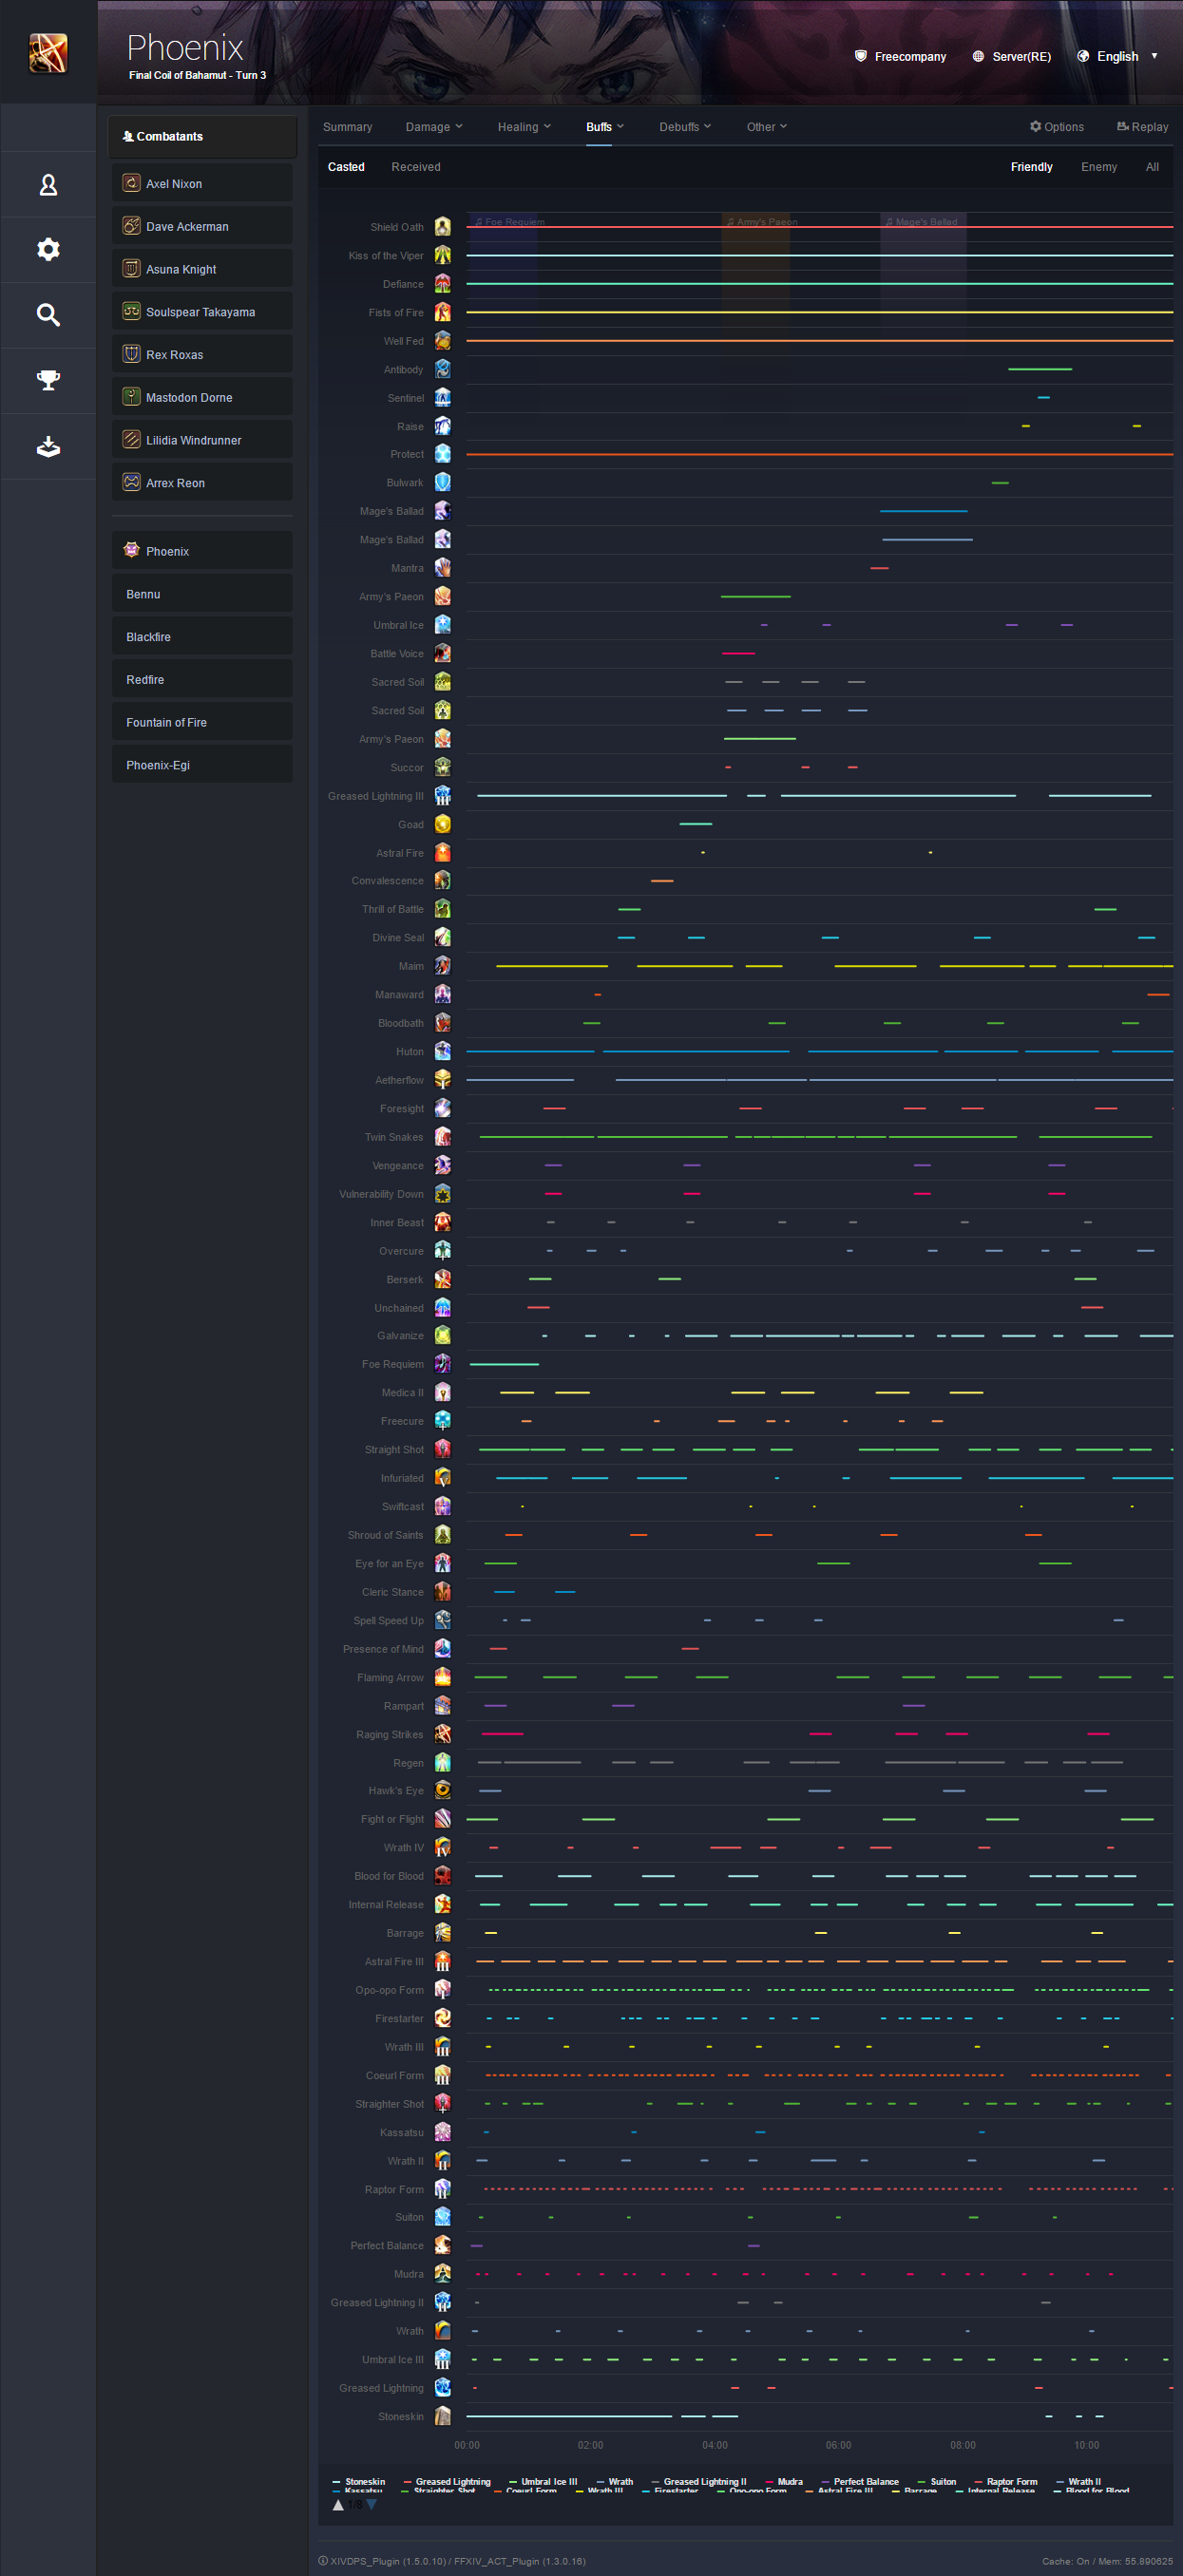 Phoenix
Final Coil of Bahamut - Turn 3
Freecompany
Server(RE)
English
Combatants
Axel Nixon
Dave Ackerman
Asuna Knight
Soulspear Takayama
Rex Roxas
Mastodon Dorne
Lilidia Windrunner
Arrex Reon
Phoenix
Bennu
Blackfire
Redfire
Fountain of Fire
Phoenix-Egi
Summary Damage Healing Buffs Debuffs Other Options Replay
Casted Received Friendly Enemy All
Foe Requiem Army's Paeon Mage's Ballad
Shield Oath
Kiss of the Viper
Defiance
Fists of Fire
Well Fed
Antibody
Sentinel
Raise
Protect
Bulwark
Mage's Ballad
Mage's Ballad
Mantra
Army's Paeon
Umbral Ice
Battle Voice
Sacred Soil
Sacred Soil
Army's Paeon
Succor
Greased Lightning III
Goad
Astral Fire
Convalescence
Thrill of Battle
Divine Seal
Maim
Manaward
Bloodbath
Huton
Aetherflow
Foresight
Twin Snakes
Vengeance
Vulnerability Down
Inner Beast
Overcure
Berserk
Unchained
Galvanize
Foe Requiem
Medica II
Freecure
Straight Shot
Infuriated
Swiftcast
Shroud of Saints
Eye for an Eye
Cleric Stance
Spell Speed Up
Presence of Mind
Flaming Arrow
Rampart
Raging Strikes
Regen
Hawk's Eye
Fight or Flight
Wrath IV
Blood for Blood
Internal Release
Barrage
Astral Fire III
Opo-opo Form
Firestarter
Wrath III
Coeurl Form
Straighter Shot
Kassatsu
Wrath II
Raptor Form
Suiton
Perfect Balance
Mudra
Greased Lightning II
Wrath
Umbral Ice III
Greased Lightning
Stoneskin
00:00 02:00 04:00 06:00 08:00 10:00
Stoneskin Greased Lightning Umbral Ice III Wrath Greased Lightning II Mudra Perfect Balance Suiton Raptor Form Wrath II
Kassatsu Straighter Shot Coeurl Form Wrath III Firestarter Opo-opo Form Astral Fire III Barrage Internal Release Blood for Blood
1/8
XIVDPS_Plugin (1.5.0.10) / FFXIV_ACT_Plugin (1.3.0.16)
Cache: On / Mem: 55.890625